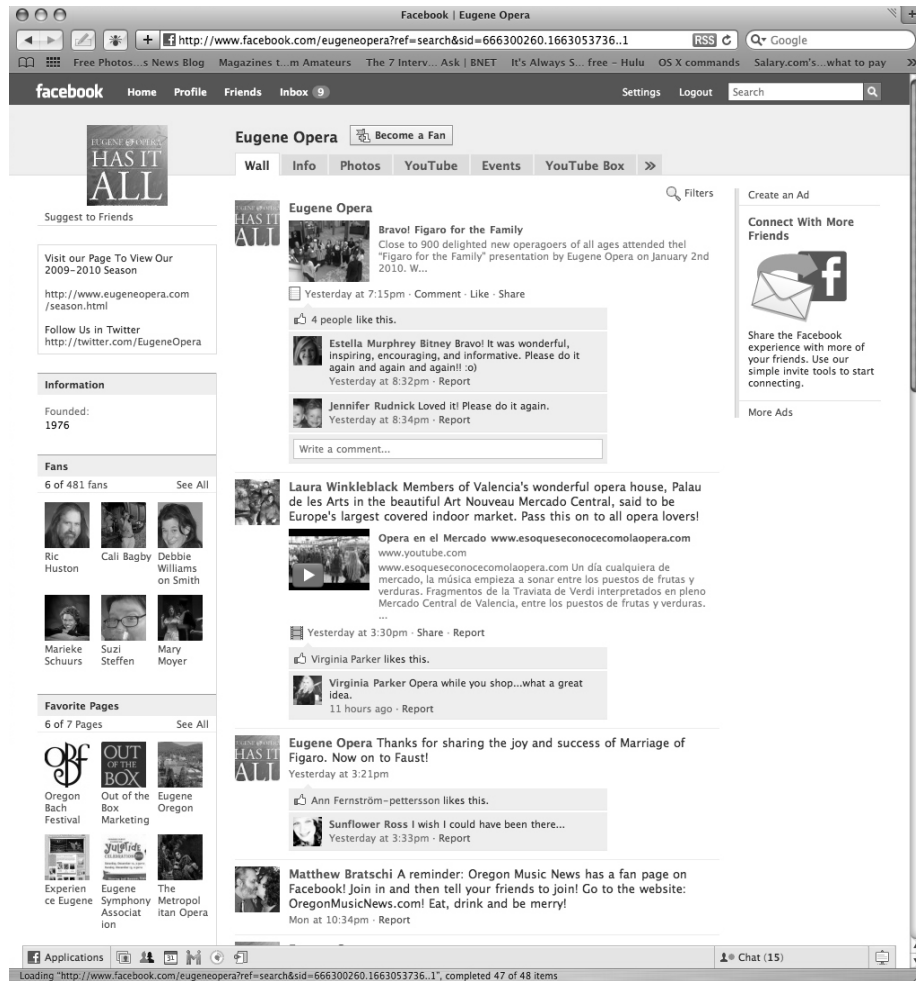 Facebook | Eugene Opera
http://www.facebook.com/eugeneopera?ref=search&sid=666300260.1663053736..1
RSS
Google
Free Photos...s News Blog Magazines t...m Amateurs The 7 Interv... Ask | BNET It's Always S... free – Hulu OS X commands Salary.com's...what to pay
facebook Home Profile Friends Inbox 9 Settings Logout Search
EUGENE OPERA
HAS IT
ALL
Suggest to Friends
Visit our Page To View Our
2009-2010 Season
http://www.eugeneopera.com
/season.html
Follow Us in Twitter
http://twitter.com/EugeneOpera
Information
Founded:
1976
Fans
6 of 481 fans See All
Ric
Huston
Cali Bagby
Debbie
Williams
on Smith
Marieke
Schuurs
Suzi
Steffen
Mary
Moyer
Favorite Pages
6 of 7 Pages See All
OBF
OUT
OF THE
BOX
Oregon
Bach
Festival
Out of the
Box
Marketing
Eugene
Oregon
Yuletide
CELEBRATION
Experien
ce Eugene
Eugene
Symphony
Associat
ion
The
Metropol
itan Opera
Eugene Opera Become a Fan
Wall Info Photos YouTube Events YouTube Box »
Filters
HAS IT
ALL
Eugene Opera
Bravo! Figaro for the Family
Close to 900 delighted new operagoers of all ages attended thel
"Figaro for the Family" presentation by Eugene Opera on January 2nd
2010. W...
Yesterday at 7:15pm · Comment · Like · Share
4 people like this.
Estella Murphrey Bitney Bravo! It was wonderful,
inspiring, encouraging, and informative. Please do it
again and again and again!! :o)
Yesterday at 8:32pm · Report
Jennifer Rudnick Loved it! Please do it again.
Yesterday at 8:34pm · Report
Write a comment...
Laura Winkleblack Members of Valencia's wonderful opera house, Palau
de les Arts in the beautiful Art Nouveau Mercado Central, said to be
Europe's largest covered indoor market. Pass this on to all opera lovers!
Opera en el Mercado www.esoqueseconocecomolaopera.com
www.youtube.com
www.esoqueseconocecomolaopera.com Un día cualquiera de
mercado, la música empieza a sonar entre los puestos de frutas y
verduras. Fragmentos de la Traviata de Verdi interpretados en pleno
Mercado Central de Valencia, entre los puestos de frutas y verduras.
...
Yesterday at 3:30pm · Share · Report
Virginia Parker likes this.
Virginia Parker Opera while you shop...what a great
idea.
11 hours ago · Report
HAS IT
ALL
Eugene Opera Thanks for sharing the joy and success of Marriage of
Figaro. Now on to Faust!
Yesterday at 3:21pm
Ann Fernström-pettersson likes this.
Sunflower Ross I wish I could have been there...
Yesterday at 3:33pm · Report
Matthew Bratschi A reminder: Oregon Music News has a fan page on
Facebook! Join in and then tell your friends to join! Go to the website:
OregonMusicNews.com! Eat, drink and be merry!
Mon at 10:34pm · Report
Create an Ad
Connect With More
Friends
Share the Facebook
experience with more of
your friends. Use our
simple invite tools to start
connecting.
More Ads
Applications 31 Chat (15)
Loading "http://www.facebook.com/eugeneopera?ref=search&sid=666300260.1663053736..1", completed 47 of 48 items